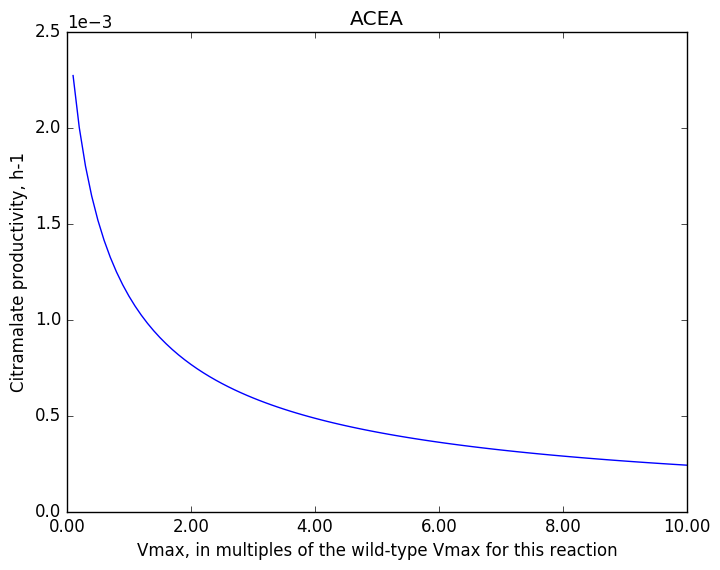 ACEA
1e−3
2.5
2.0
1.5
1.0
0.5
0.0
Citramalate productivity, h-1
0.00 2.00 4.00 6.00 8.00 10.00
Vmax, in multiples of the wild-type Vmax for this reaction